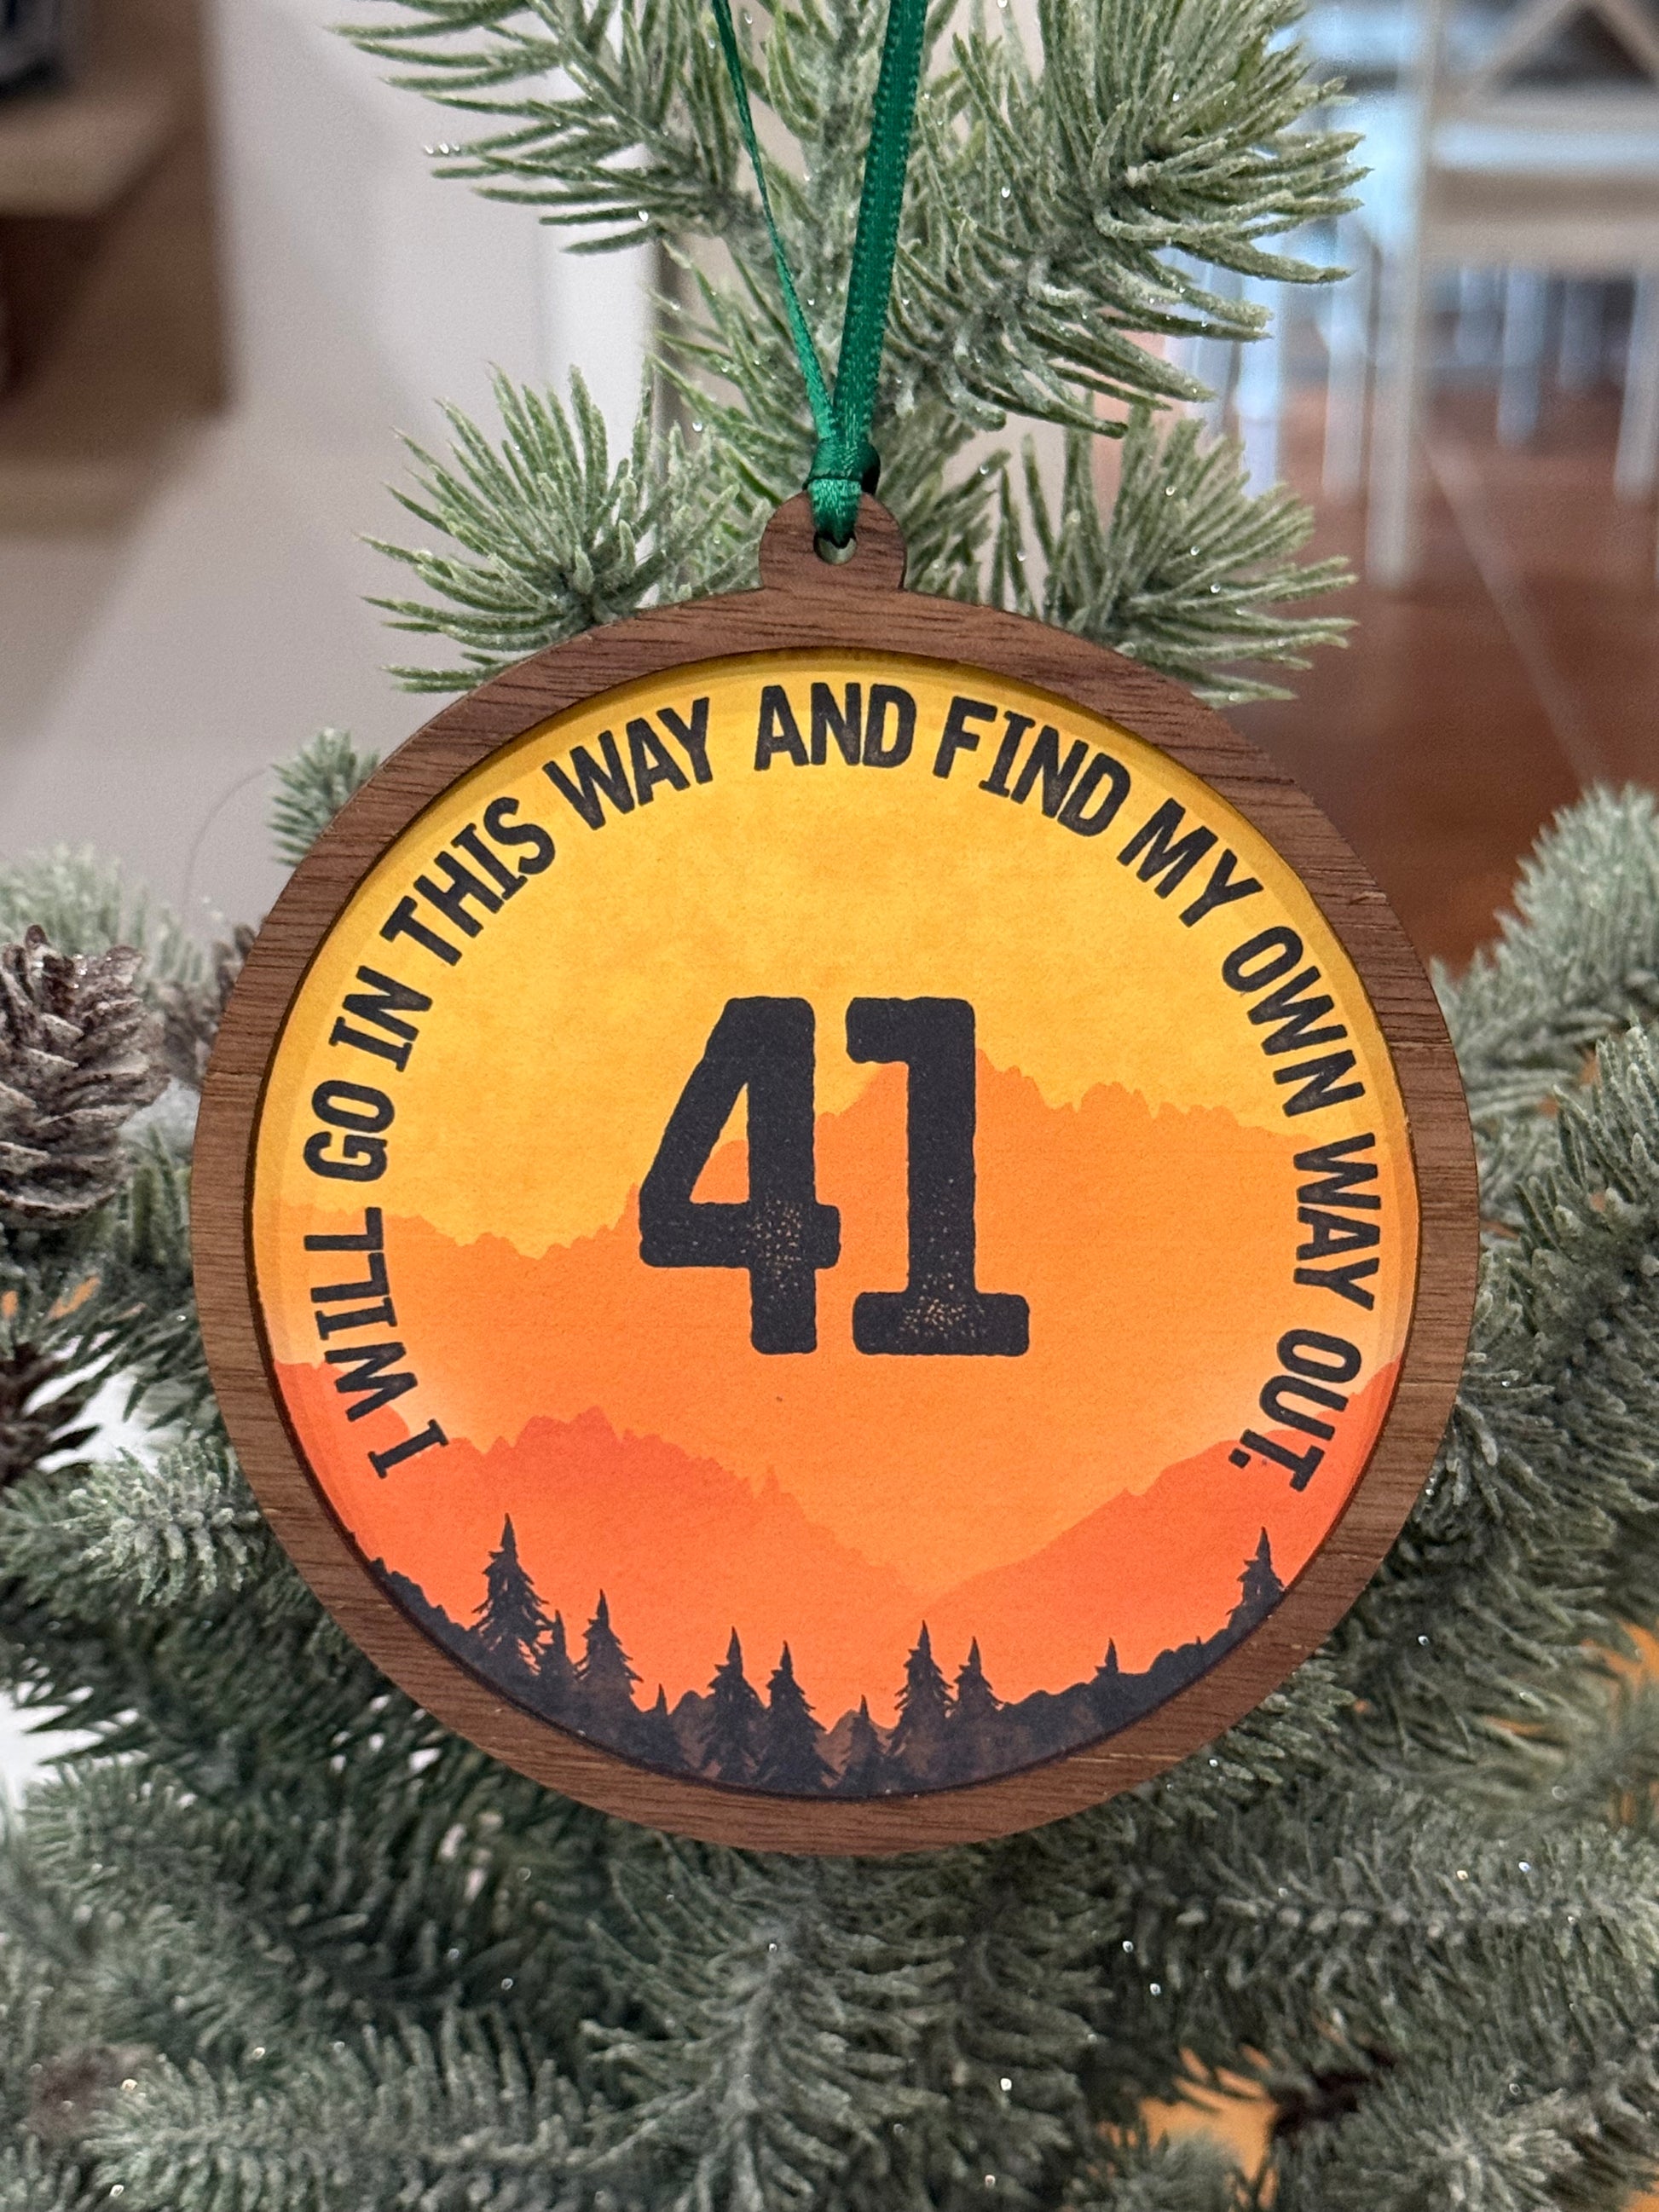 I WILL GO IN THIS WAY AND FIND MY OWN WAY OUT.
41